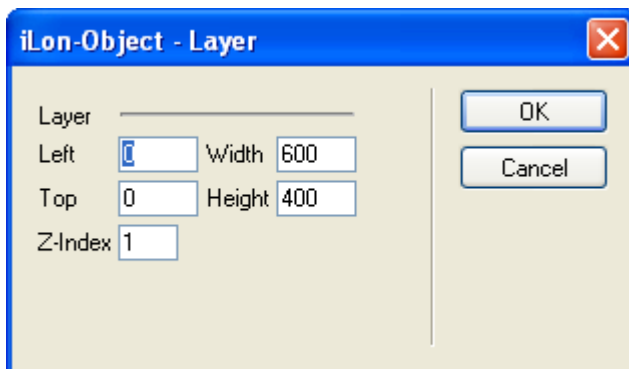 iLon-Object - Layer
Layer
OK
Left 0 Width 600
Cancel
Top 0 Height 400
Z-Index 1